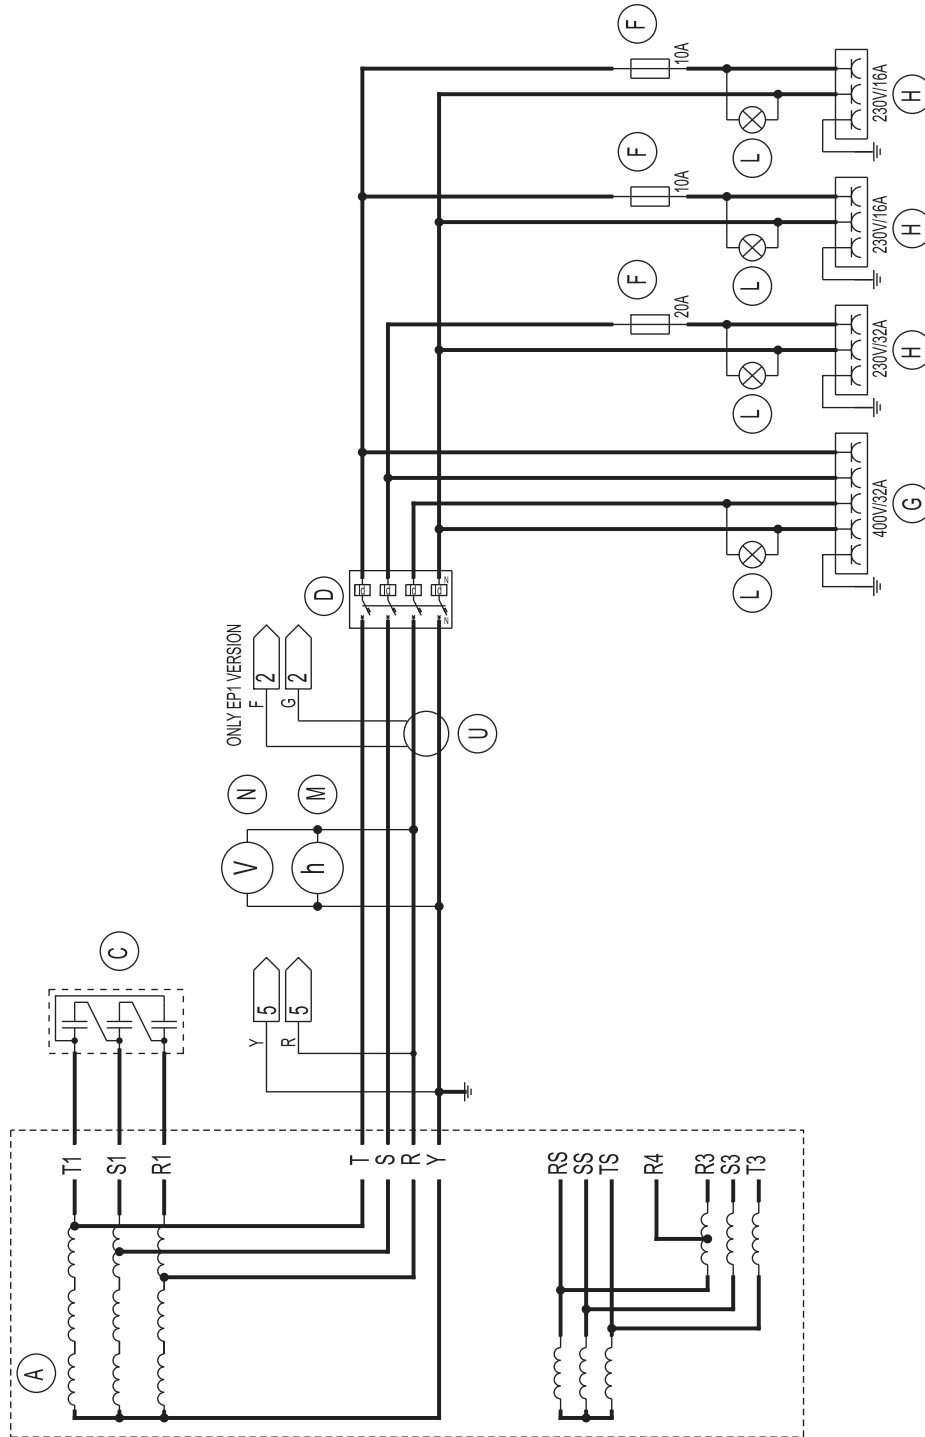 F
10A
230V/16A
H
L
F
10A
230V/16A
H
L
F
20A
230V/32A
H
L
400V/32A
G
L
D
d
d
d
d
N
N
ONLY EP1 VERSION
F
2
G
2
U
N
M
V
h
C
Y
5
R
5
T1
S1
R1
T
S
R
Y
RS
SS
TS
R4
R3
S3
T3
A